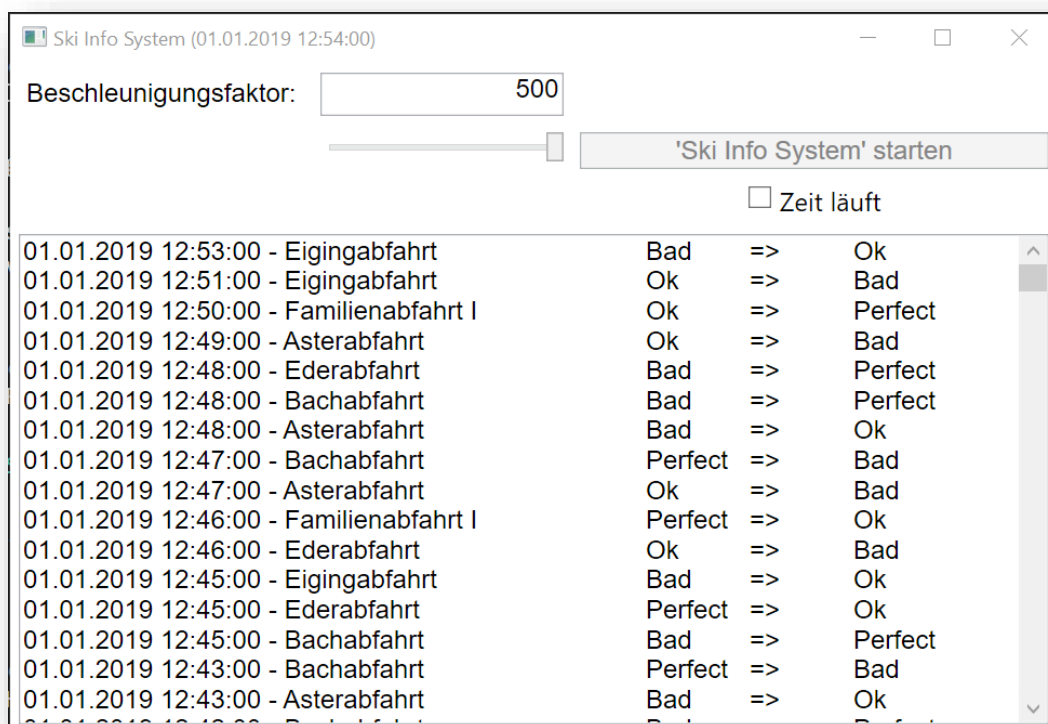 Ski Info System (01.01.2019 12:54:00)
Beschleunigungsfaktor: 500
'Ski Info System' starten
Zeit läuft
01.01.2019 12:53:00 - Eigingabfahrt Bad => Ok
01.01.2019 12:51:00 - Eigingabfahrt Ok => Bad
01.01.2019 12:50:00 - Familienabfahrt I Ok => Perfect
01.01.2019 12:49:00 - Asterabfahrt Ok => Bad
01.01.2019 12:48:00 - Ederabfahrt Bad => Perfect
01.01.2019 12:48:00 - Bachabfahrt Bad => Perfect
01.01.2019 12:48:00 - Asterabfahrt Bad => Ok
01.01.2019 12:47:00 - Bachabfahrt Perfect => Bad
01.01.2019 12:47:00 - Asterabfahrt Ok => Bad
01.01.2019 12:46:00 - Familienabfahrt I Perfect => Ok
01.01.2019 12:46:00 - Ederabfahrt Ok => Bad
01.01.2019 12:45:00 - Eigingabfahrt Bad => Ok
01.01.2019 12:45:00 - Ederabfahrt Perfect => Ok
01.01.2019 12:45:00 - Bachabfahrt Bad => Perfect
01.01.2019 12:43:00 - Bachabfahrt Perfect => Bad
01.01.2019 12:43:00 - Asterabfahrt Bad => Ok